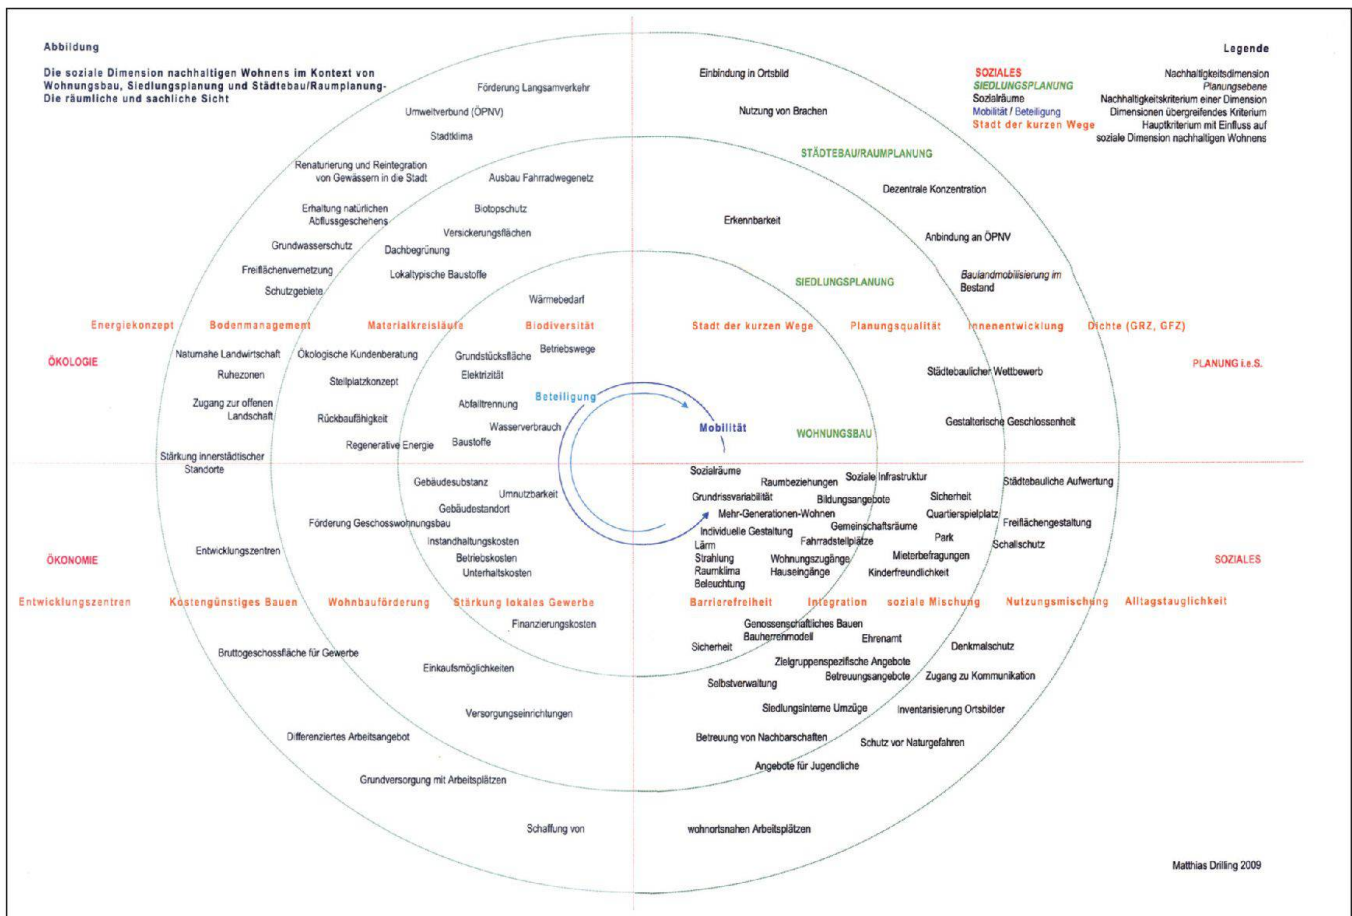 Abbildung
Die soziale Dimension nachhaltigen Wohnens im Kontext von
Wohnungsbau, Siedlungsplanung und Städtebau/Raumplanung-
Die räumliche und sachliche Sicht
Legende
SOZIALES Nachhaltigkeitsdimension
SIEDLUNGSPLANUNG Planungsebene
Sozialräume Nachhaltigkeitskriterium einer Dimension
Mobilität / Beteiligung Dimensionen übergreifendes Kriterium
Stadt der kurzen Wege Hauptkriterium mit Einfluss auf
soziale Dimension nachhaltigen Wohnens
Förderung Langsamverkehr
Umweltverbund (ÖPNV)
Stadtklima
Renaturierung und Reintegration
von Gewässern in die Stadt
Ausbau Fahrradwegenetz
Erhaltung natürlichen
Abflussgeschehens
Biotopschutz
Versickerungsflächen
Grundwasserschutz
Dachbegrünung
Freiflächenvernetzung
Lokaltypische Baustoffe
Schutzgebiete
Wärmebedarf
Energiekonzept
Bodenmanagement
Materialkreisläufe
Biodiversität
ÖKOLOGIE
Naturnahe Landwirtschaft
Ökologische Kundenberatung
Grundstücksfläche
Betriebswege
Ruhezonen
Stellplatzkonzept
Elektrizität
Beteiligung
Zugang zur offenen
Landschaft
Rückbaufähigkeit
Abfalltrennung
Wasserverbrauch
Regenerative Energie
Baustoffe
Stärkung innerstädtischer
Standorte
Einbindung in Ortsbild
Nutzung von Brachen
STÄDTEBAU/RAUMPLANUNG
Dezentrale Konzentration
Erkennbarkeit
Anbindung an ÖPNV
SIEDLUNGSPLANUNG
Baulandmobilisierung im
Bestand
Stadt der kurzen Wege
Planungsqualität
Innenentwicklung
Dichte (GRZ, GFZ)
PLANUNG i.e.S.
Städtebaulicher Wettbewerb
Mobilität
WOHNUNGSBAU
Gestalterische Geschlossenheit
Gebäudesubstanz
Umnutzbarkeit
Gebäudestandort
Förderung Geschosswohnungsbau
Instandhaltungskosten
Entwicklungszentren
Betriebskosten
ÖKONOMIE
Unterhaltskosten
Entwicklungszentren
Kostengünstiges Bauen
Wohnbauförderung
Stärkung lokales Gewerbe
Finanzierungskosten
Bruttogeschossfläche für Gewerbe
Einkaufsmöglichkeiten
Versorgungseinrichtungen
Differenziertes Arbeitsangebot
Grundversorgung mit Arbeitsplätzen
Schaffung von
wohnortsnahen Arbeitsplätzen
Sozialräume
Raumbeziehungen
Soziale Infrastruktur
Städtebauliche Aufwertung
Grundrissvariabilität
Bildungsangebote
Sicherheit
Mehr-Generationen-Wohnen
Quartierspielplatz
Gemeinschaftsräume
Freiflächengestaltung
Individuelle Gestaltung
Fahrradstellplätze
Park
Lärm
Schallschutz
Strahlung
Wohnungszugänge
Mieterbefragungen
SOZIALES
Raumklima
Hauseingänge
Kinderfreundlichkeit
Beleuchtung
Barrierefreiheit
Integration
soziale Mischung
Nutzungsmischung
Alltagstauglichkeit
Genossenschaftliches Bauen
Bauherrenmodell
Ehrenamt
Sicherheit
Denkmalschutz
Zielgruppenspezifische Angebote
Betreuungsangebote
Zugang zu Kommunikation
Selbstverwaltung
Siedlungsinterne Umzüge
Inventarisierung Ortsbilder
Betreuung von Nachbarschaften
Schutz vor Naturgefahren
Angebote für Jugendliche
Matthias Drilling 2009